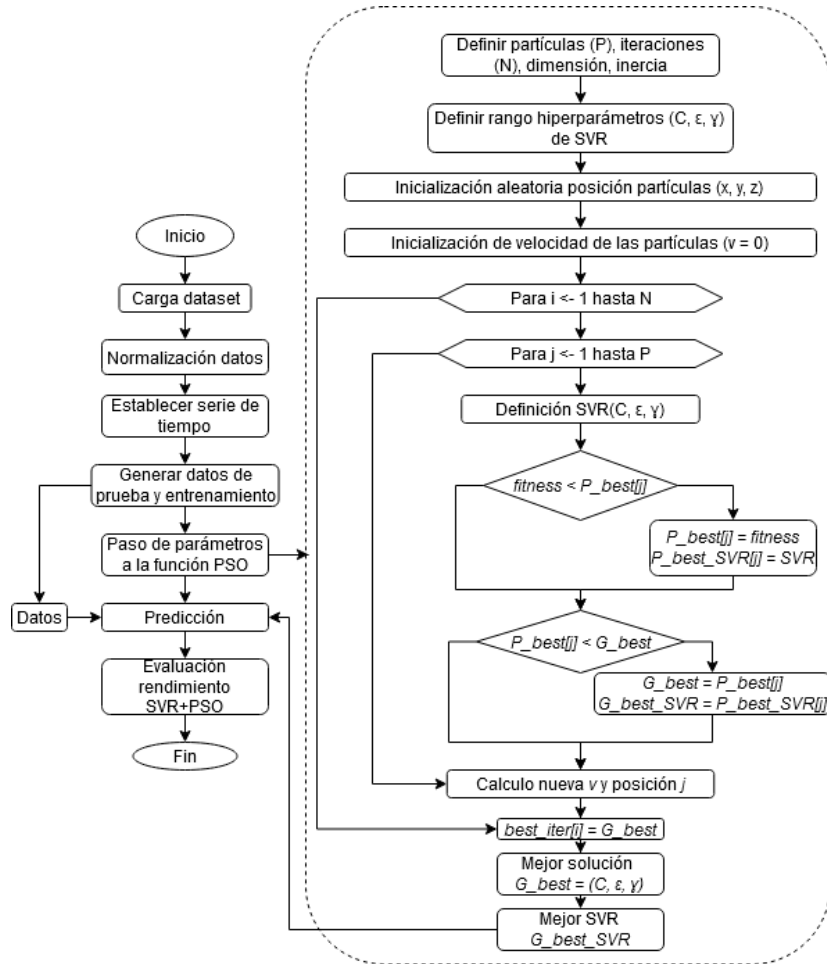 Inicio
Carga dataset
Normalización datos
Establecer serie de
tiempo
Generar datos de
prueba y entrenamiento
Paso de parámetros
a la función PSO
Datos
Predicción
Evaluación
rendimiento
SVR+PSO
Fin
Definir partículas (P), iteraciones
(N), dimensión, inercia
Definir rango hiperparámetros (C, ε, ɣ)
de SVR
Inicialización aleatoria posición partículas (x, y, z)
Inicialización de velocidad de las partículas (v = 0)
Para i <- 1 hasta N
Para j <- 1 hasta P
Definición SVR(C, ε, ɣ)
fitness < P_best[j]
P_best[j] = fitness
P_best_SVR[j] = SVR
P_best[j] < G_best
G_best = P_best[j]
G_best_SVR = P_best_SVR[j]
Calculo nueva v y posición j
best_iter[i] = G_best
Mejor solución
G_best = (C, ε, ɣ)
Mejor SVR
G_best_SVR